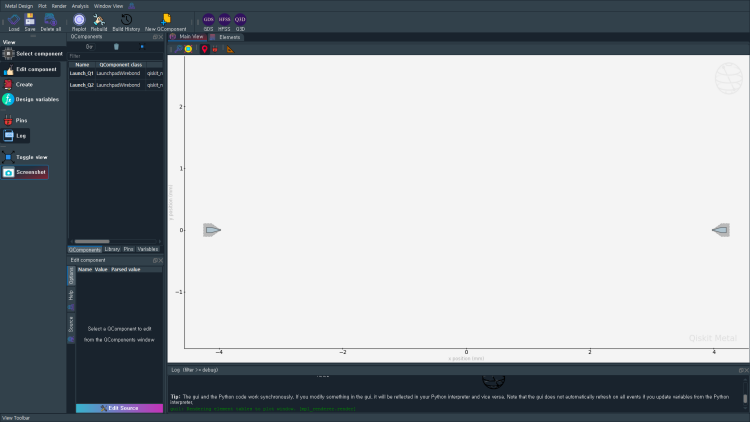 Metal Design Plot Render Analysis Window View
Load Save Delete all Replot Rebuild Build History New QComponent GDS HFSS Q3D
GDS HFSS Q3D
View
Select component
Edit component
Create
Design variables
Pins
Log
Toggle view
Screenshot
QComponents
Filter
Name QComponent class
Launch_Q1 LaunchpadWirebond qiskit_m
Launch_Q2 LaunchpadWirebond qiskit_m
QComponents Library Pins Variables
Edit component
Options
Help
Source
Name Value Parsed value
Select a QComponent to edit
from the QComponents window
Edit Source
Main View Elements
2
1
0
−1
y position (mm)
−4 −2 0 2 4
x position (mm)
Qiskit Metal
Log (filter >= debug)
Tip: The gui and the Python code work synchronously. If you modify something in the gui, it will be reflected in your Python interpreter and vice versa. Note that the gui does not automatically refresh on all events if you update variables from the Python
interpreter.
View Toolbar